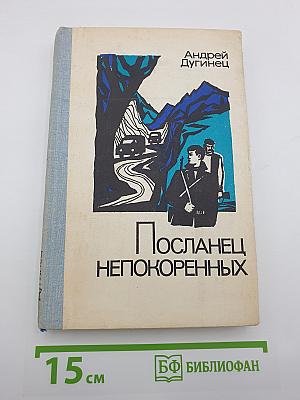 Андрей
Дугинец
Посланец
непокоренных
15 см
БФ БИБЛИОФАН